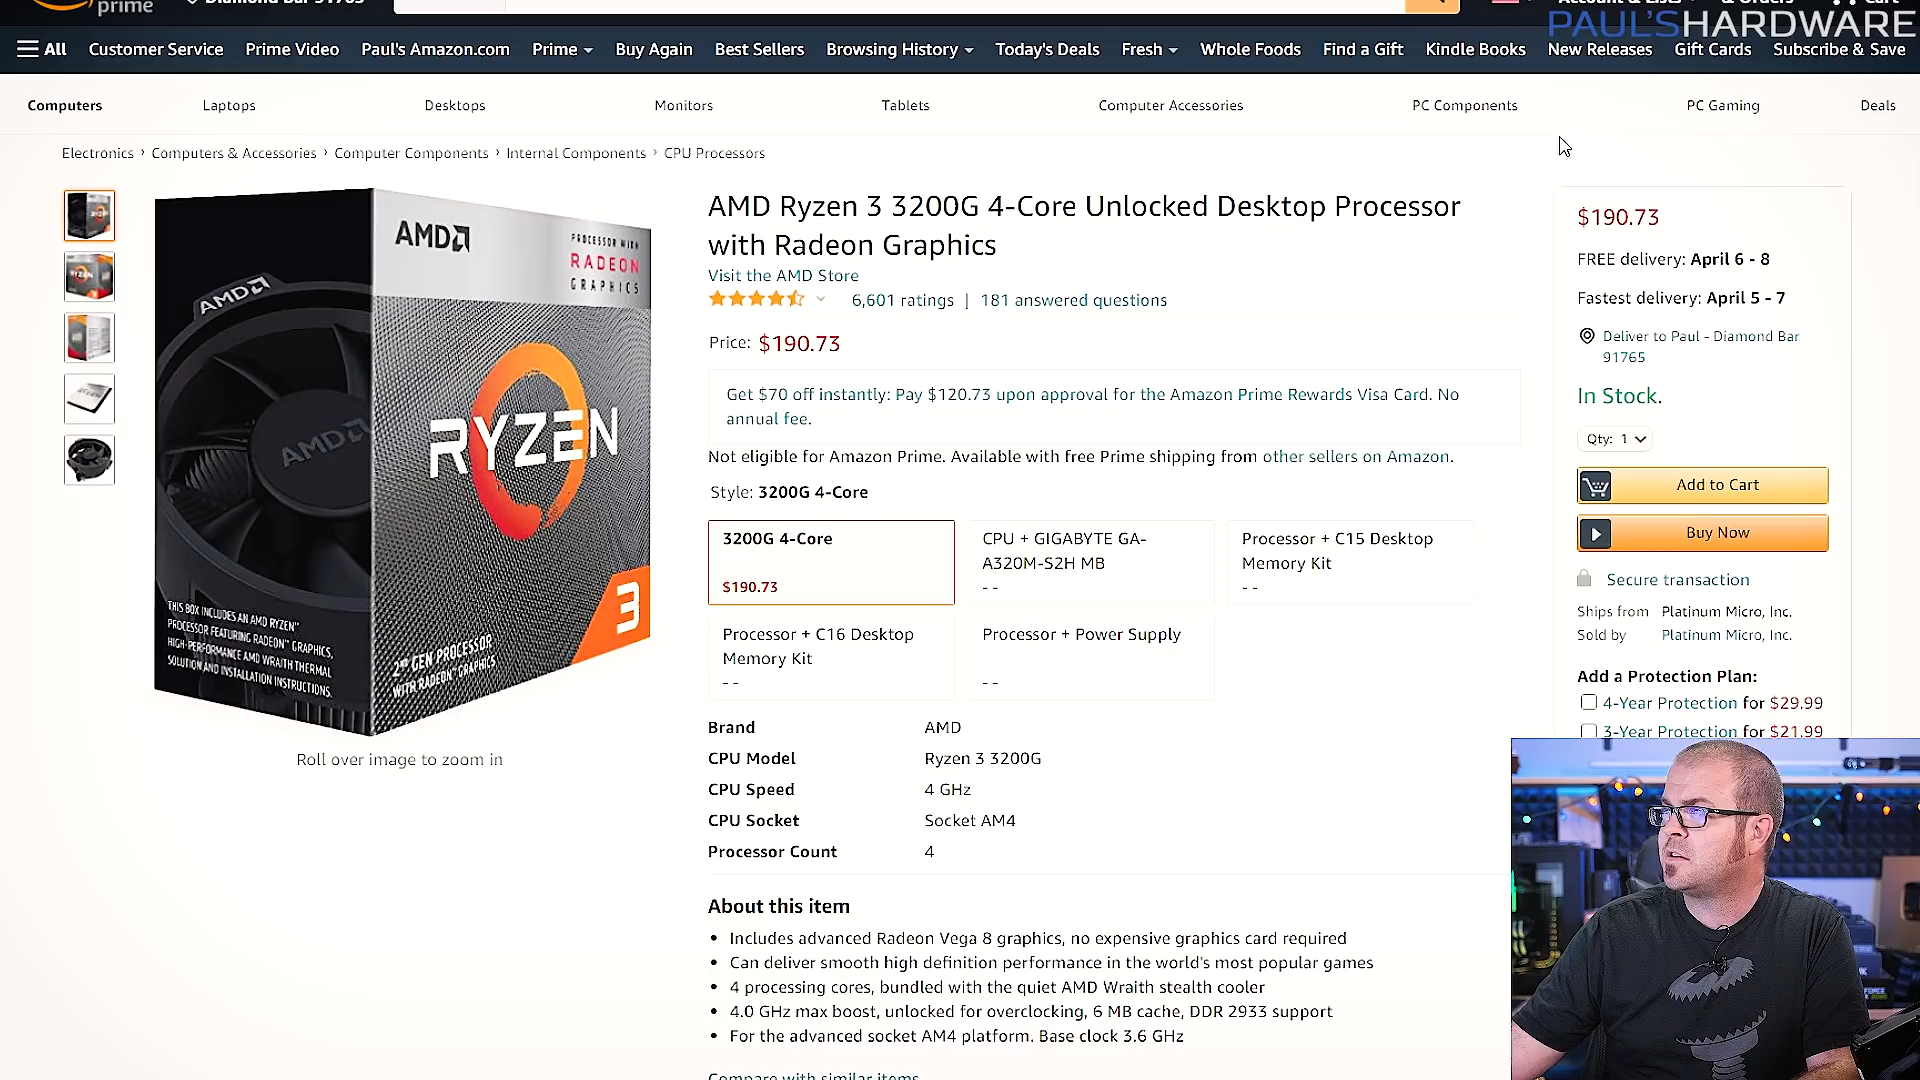 prime
Diamond Bar 91765
PAUL'SHARDWARE
All
Customer Service
Prime Video
Paul's Amazon.com
Prime
Buy Again
Best Sellers
Browsing History
Today's Deals
Fresh
Whole Foods
Find a Gift
Kindle Books
New Releases
Gift Cards
Subscribe & Save
Computers
Laptops
Desktops
Monitors
Tablets
Computer Accessories
PC Components
PC Gaming
Deals
Electronics › Computers & Accessories › Computer Components › Internal Components › CPU Processors
AMD
PROCESSOR WITH
RADEON
GRAPHICS
AMD
AMD
RYZEN
3
THIS BOX INCLUDES AN AMD RYZEN™
PROCESSOR FEATURING RADEON™ GRAPHICS,
HIGH-PERFORMANCE AMD WRAITH THERMAL
SOLUTION AND INSTALLATION INSTRUCTIONS.
2ND GEN PROCESSOR
WITH RADEON™ GRAPHICS
Roll over image to zoom in
AMD Ryzen 3 3200G 4-Core Unlocked Desktop Processor
with Radeon Graphics
Visit the AMD Store
6,601 ratings | 181 answered questions
Price: $190.73
Get $70 off instantly: Pay $120.73 upon approval for the Amazon Prime Rewards Visa Card. No
annual fee.
Not eligible for Amazon Prime. Available with free Prime shipping from other sellers on Amazon.
Style: 3200G 4-Core
3200G 4-Core
$190.73
CPU + GIGABYTE GA-
A320M-S2H MB
- -
Processor + C15 Desktop
Memory Kit
- -
Processor + C16 Desktop
Memory Kit
- -
Processor + Power Supply
- -
Brand AMD
CPU Model Ryzen 3 3200G
CPU Speed 4 GHz
CPU Socket Socket AM4
Processor Count 4
About this item
• Includes advanced Radeon Vega 8 graphics, no expensive graphics card required
• Can deliver smooth high definition performance in the world's most popular games
• 4 processing cores, bundled with the quiet AMD Wraith stealth cooler
• 4.0 GHz max boost, unlocked for overclocking, 6 MB cache, DDR 2933 support
• For the advanced socket AM4 platform. Base clock 3.6 GHz
Compare with similar items
$190.73
FREE delivery: April 6 - 8
Fastest delivery: April 5 - 7
Deliver to Paul - Diamond Bar
91765
In Stock.
Qty: 1
Add to Cart
Buy Now
Secure transaction
Ships from Platinum Micro, Inc.
Sold by Platinum Micro, Inc.
Add a Protection Plan:
4-Year Protection for $29.99
3-Year Protection for $21.99